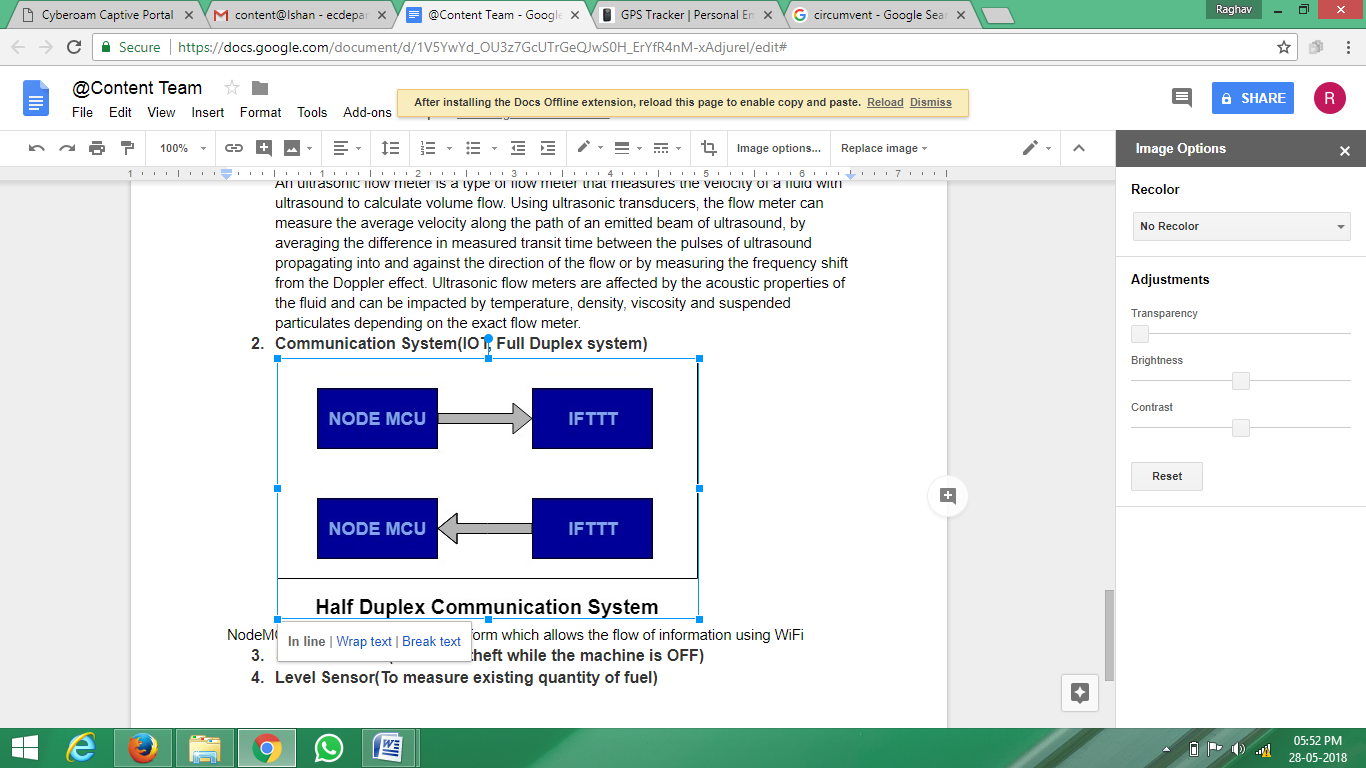 Cyberoam Captive Portal
content@Ishan - ecdepar
@Content Team - Google
GPS Tracker | Personal En
circumvent - Google Sear
Raghav
Secure
https://docs.google.com/document/d/1V5YwYd_OU3z7GcUTrGeQJwS0H_ErYfR4nM-xAdjurel/edit#
@Content Team
File Edit View Insert Format Tools Add-ons
After installing the Docs Offline extension, reload this page to enable copy and paste. Reload Dismiss
SHARE
R
100%
Image options...
Replace image
Image Options
1 1 2 3 4 5 6 7
An ultrasonic flow meter is a type of flow meter that measures the velocity of a fluid with
ultrasound to calculate volume flow. Using ultrasonic transducers, the flow meter can
measure the average velocity along the path of an emitted beam of ultrasound, by
averaging the difference in measured transit time between the pulses of ultrasound
propagating into and against the direction of the flow or by measuring the frequency shift
from the Doppler effect. Ultrasonic flow meters are affected by the acoustic properties of
the fluid and can be impacted by temperature, density, viscosity and suspended
particulates depending on the exact flow meter.
2. Communication System(IOT, Full Duplex system)
NODE MCU IFTTT
NODE MCU IFTTT
Half Duplex Communication System
In line | Wrap text | Break text
NodeMC form which allows the flow of information using WiFi
3. theft while the machine is OFF)
4. Level Sensor(To measure existing quantity of fuel)
Recolor
No Recolor
Adjustments
Transparency
Brightness
Contrast
Reset
05:52 PM
28-05-2018